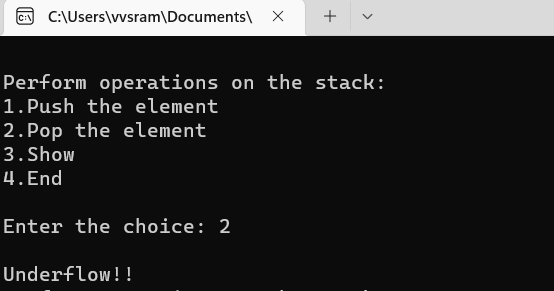 C:\Users\vvsram\Documents\
Perform operations on the stack:
1.Push the element
2.Pop the element
3.Show
4.End
Enter the choice: 2
Underflow!!